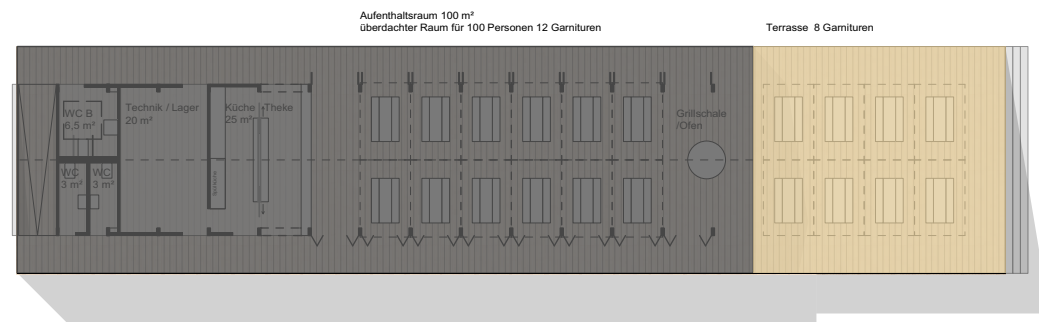 Aufenthaltsraum 100 m²
überdachter Raum für 100 Personen 12 Garnituren
Terrasse 8 Garnituren
WC B
6,5 m²
Technik / Lager
20 m²
Küche
25 m²
Theke
Grillschale
/Ofen
WC
3 m²
WC
3 m²